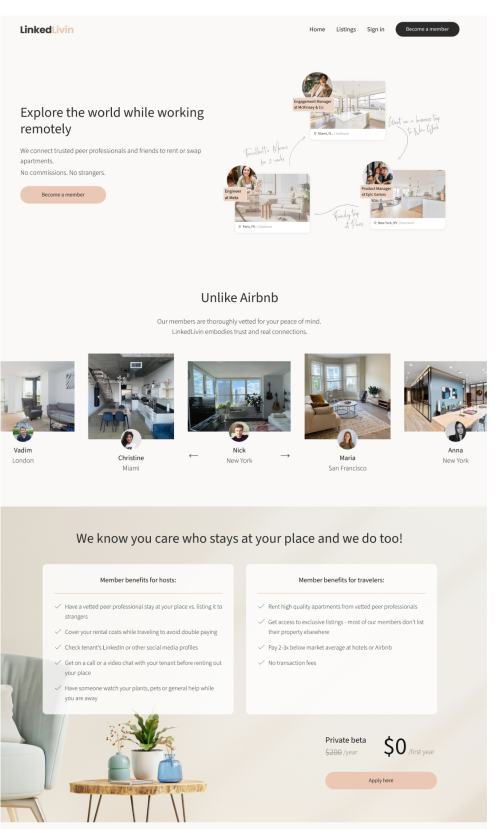 LinkedLivin
Home Listings Sign in Become a member
Explore the world while working
remotely
We connect trusted peer professionals and friends to rent or swap
apartments.
No commissions. No strangers.
Become a member
Engagement Manager
at McKinsey & Co
Miami, FL
Went on a business trip
to New York
Travelled to Miami
for 2 weeks
Engineer
at Meta
Paris, FR
Product Manager
at Epic Games
New York, NY
Family trip
to Paris
Unlike Airbnb
Our members are thoroughly vetted for your peace of mind.
LinkedLivin embodies trust and real connections.
Vadim
London
Christine
Miami
← Nick →
New York
Maria
San Francisco
Anna
New York
We know you care who stays at your place and we do too!
Member benefits for hosts:
Have a vetted peer professional stay at your place vs. listing it to
strangers
Cover your rental costs while traveling to avoid double paying
Check tenant's LinkedIn or other social media profiles
Get on a call or a video chat with your tenant before renting out
your place
Have someone watch your plants, pets or general help while
you are away
Member benefits for travelers:
Rent high quality apartments from vetted peer professionals
Get access to exclusive listings - most of our members don't list
their property elsewhere
Pay 2-3x below market average at hotels or Airbnb
No transaction fees
Private beta
$200 /year
$0 /first year
Apply here